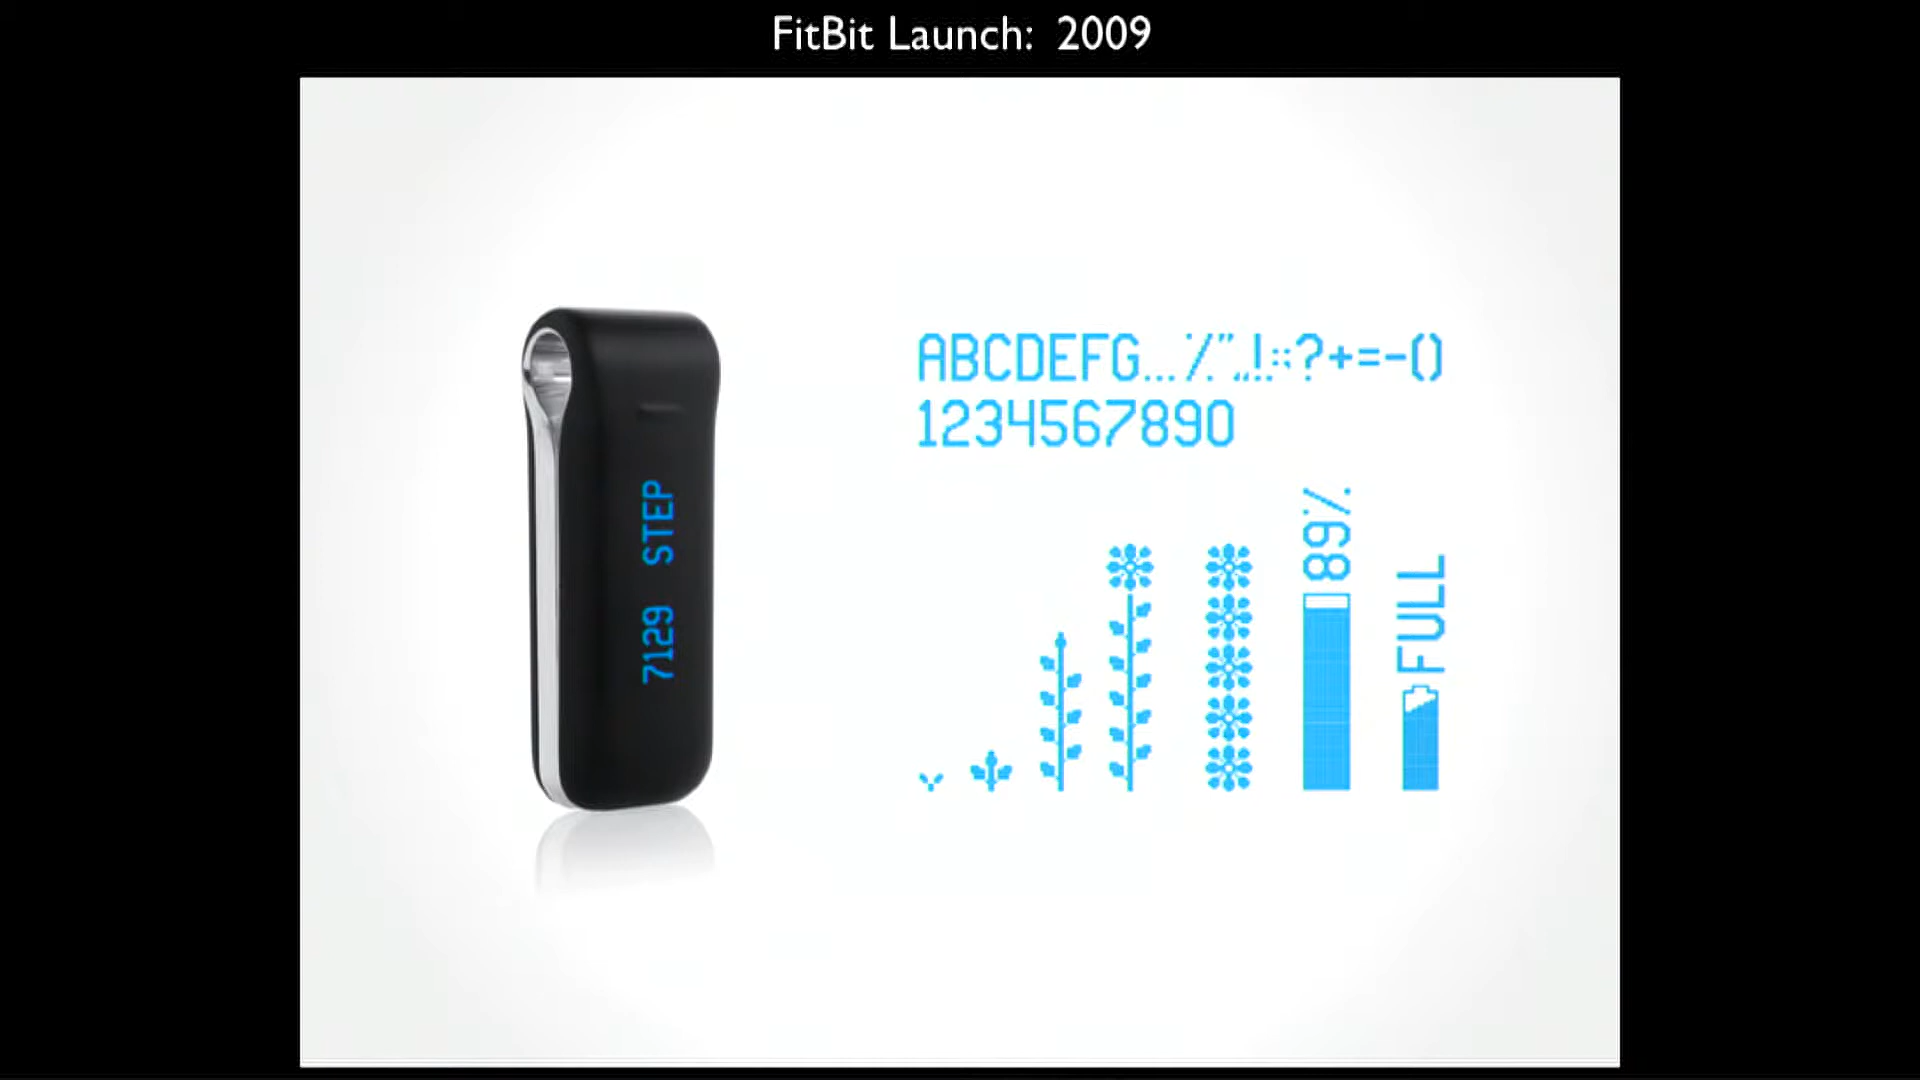 FitBit Launch: 2009
7129 STEP
ABCDEFG...٪.”„!.::?+=-()
1234567890
89%
FULL